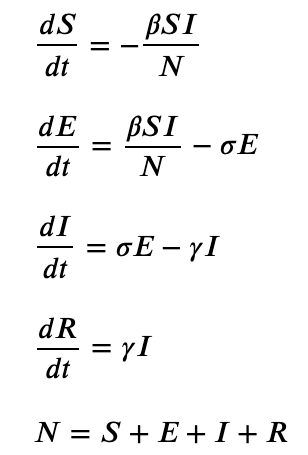 dS/dt = −βSI/N
dE/dt = βSI/N − σE
dI/dt = σE − γI
dR/dt = γI
N = S + E + I + R